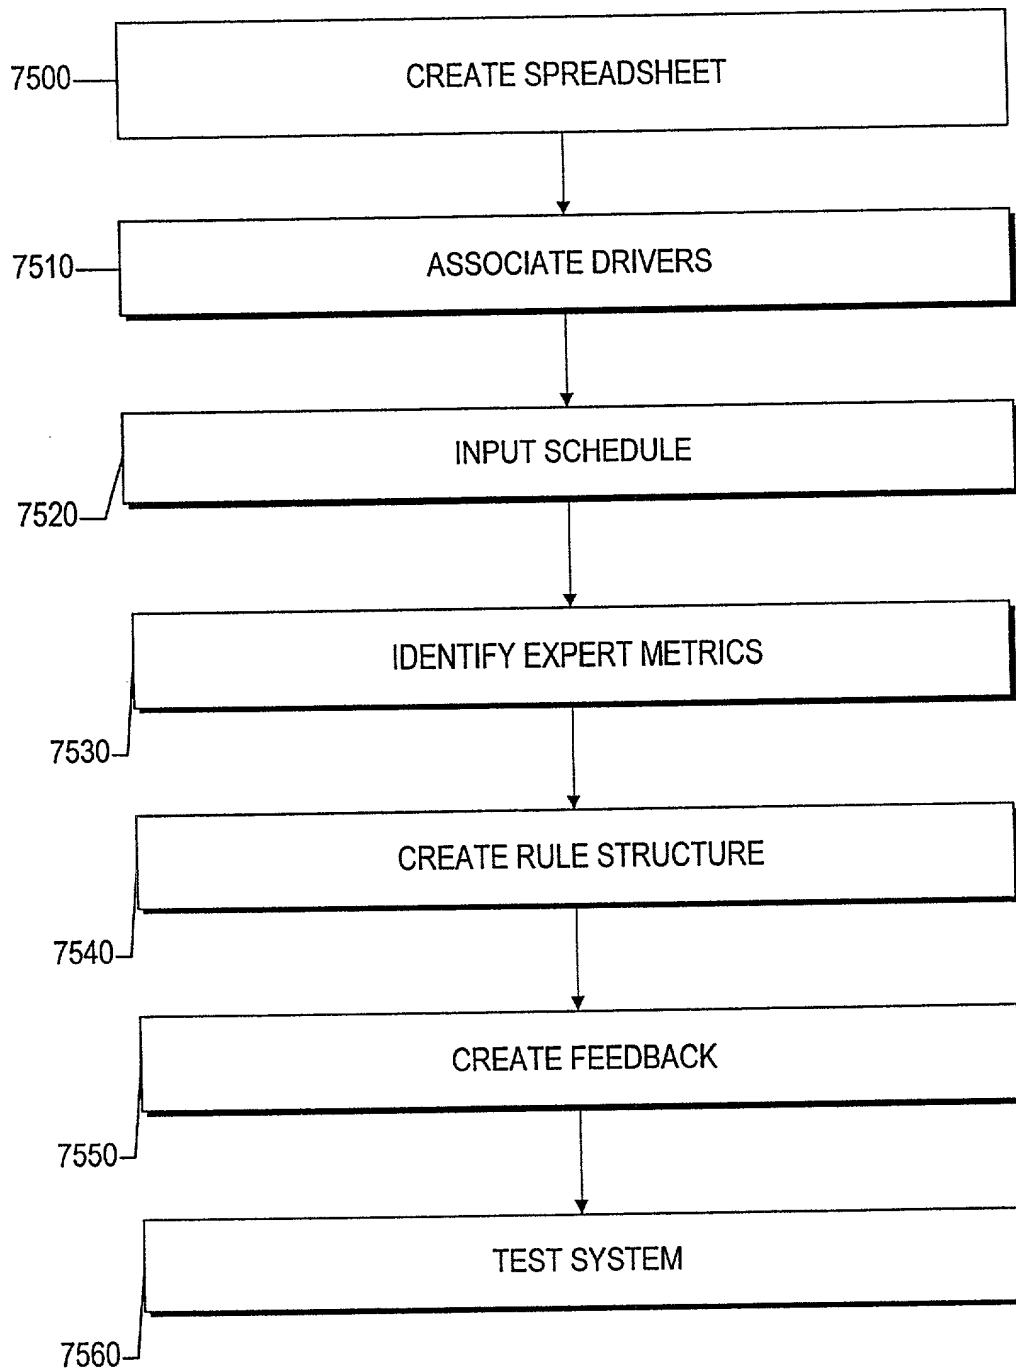 7500
CREATE SPREADSHEET
7510
ASSOCIATE DRIVERS
INPUT SCHEDULE
7520
IDENTIFY EXPERT METRICS
7530
CREATE RULE STRUCTURE
7540
CREATE FEEDBACK
7550
TEST SYSTEM
7560